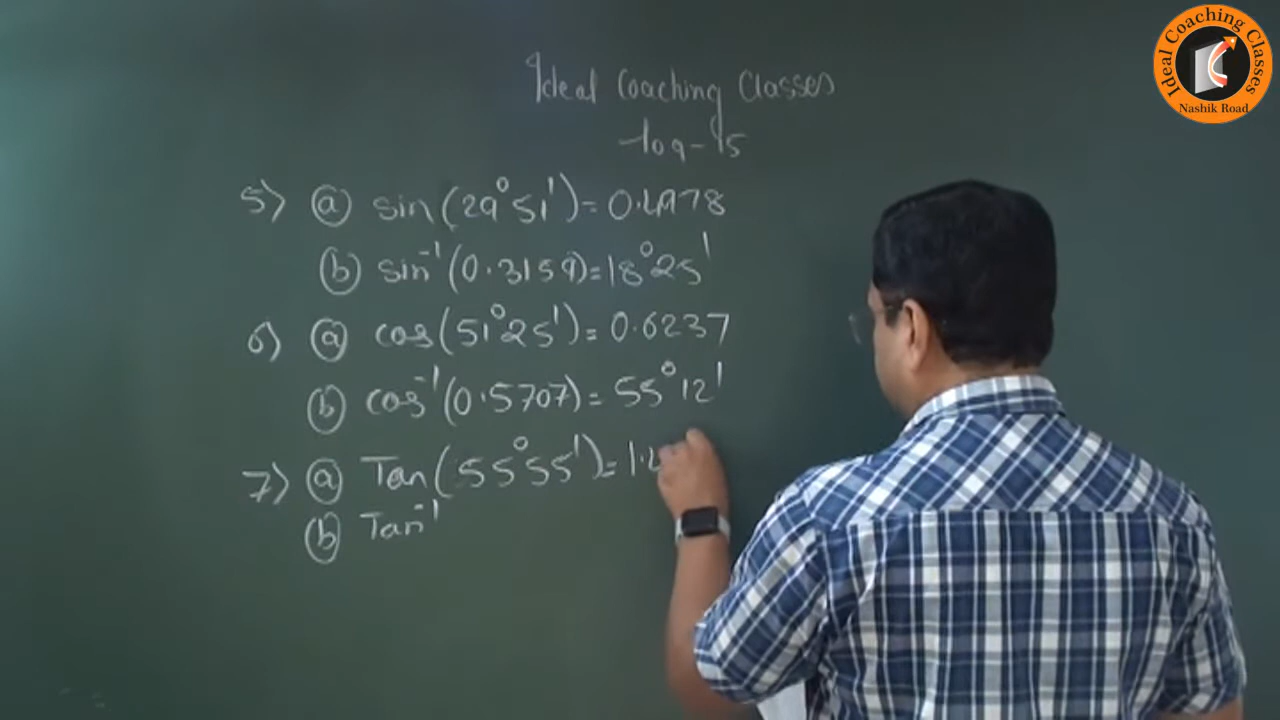 Ideal Coaching Classes
Nashik Road
Ideal Coaching Classes
log-15
5) (a) sin(29°51')=0.4978
(b) sin⁻¹(0.3159)=18°25'
6) (a) cos(51°25')=0.6237
(b) cos⁻¹(0.5707)=55°12'
7) (a) Tan(55°55')=1.4
(b) Tan⁻¹